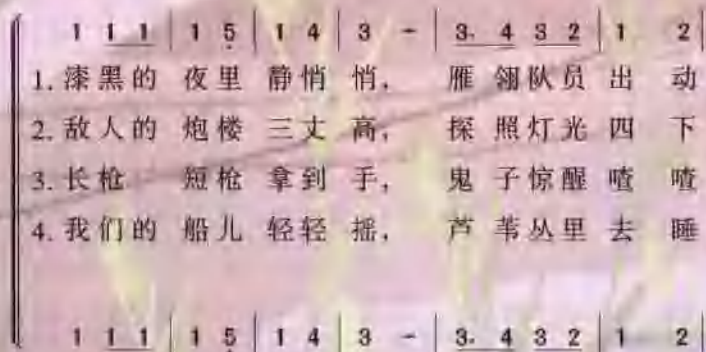 1 1 1 | 1 5̣ | 1 4 | 3 - | 3. 4 3 2 | 1 2 |
1. 漆黑的 夜里 静悄 悄， 雁 翎队员 出 动
2. 敌人的 炮楼 三丈 高， 探 照灯光 四 下
3. 长枪 短枪 拿到 手， 鬼 子惊醒 喳 喳
4. 我们的 船儿 轻轻 摇， 芦 苇丛里 去 睡
1 1 1 | 1 5̣ | 1 4 | 3 - | 3. 4 3 2 | 1 2 |